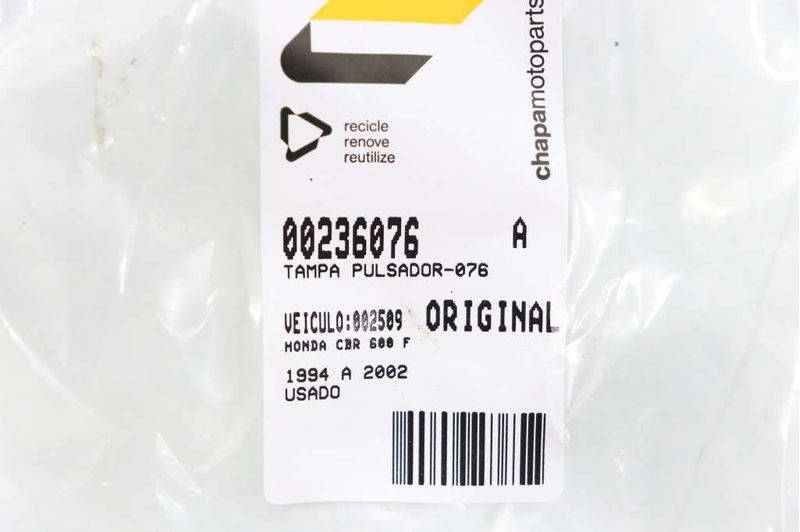 chapamotoparts
recicle
renove
reutilize
00236076 A
TAMPA PULSADOR-076
VEICULO:002509 ORIGINAL
HONDA CBR 600 F
1994 A 2002
USADO